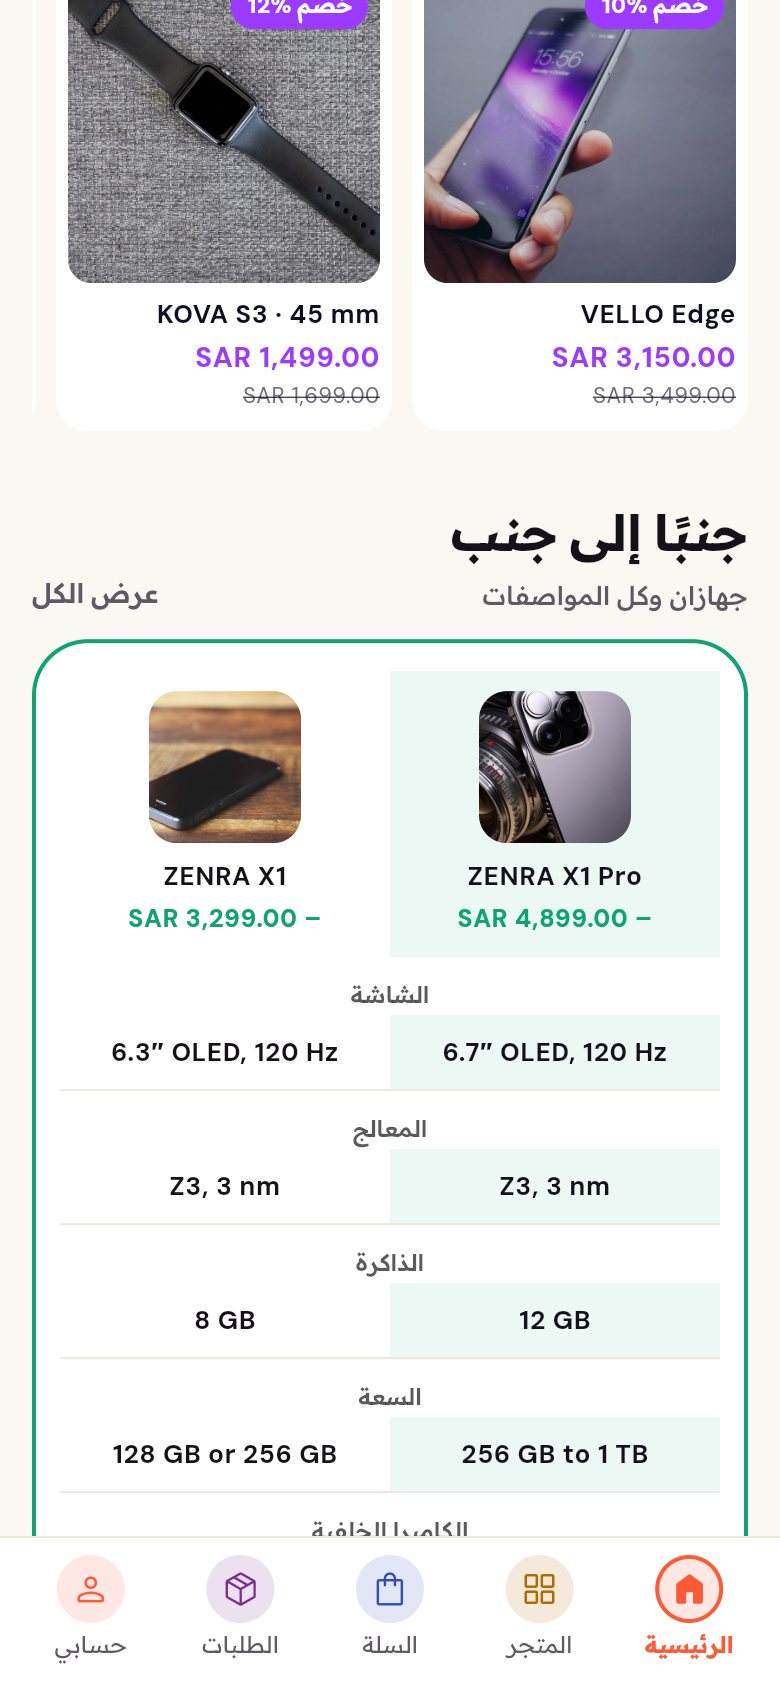 خصم 10%
خصم 12%
15:56
VELLO Edge
SAR 3,150.00
SAR 3,499.00
KOVA S3 · 45 mm
SAR 1,499.00
SAR 1,699.00
جنبًا إلى جنب
جهازان وكل المواصفات
عرض الكل
ZENRA X1 Pro
SAR 4,899.00 –
ZENRA X1
SAR 3,299.00 –
الشاشة
6.7″ OLED, 120 Hz
6.3″ OLED, 120 Hz
المعالج
Z3, 3 nm
Z3, 3 nm
الذاكرة
12 GB
8 GB
السعة
256 GB to 1 TB
128 GB or 256 GB
الكاميرا الخلفية
الرئيسية
المتجر
السلة
الطلبات
حسابي